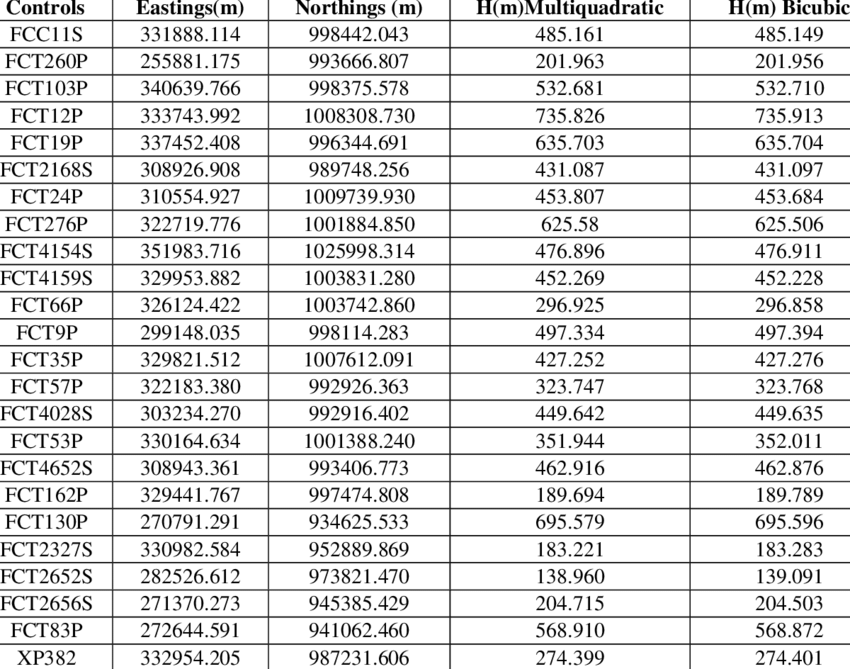 Controls Eastings(m) Northings (m) H(m)Multiquadratic H(m) Bicubic
FCC11S 331888.114 998442.043 485.161 485.149
FCT260P 255881.175 993666.807 201.963 201.956
FCT103P 340639.766 998375.578 532.681 532.710
FCT12P 333743.992 1008308.730 735.826 735.913
FCT19P 337452.408 996344.691 635.703 635.704
FCT2168S 308926.908 989748.256 431.087 431.097
FCT24P 310554.927 1009739.930 453.807 453.684
FCT276P 322719.776 1001884.850 625.58 625.506
FCT4154S 351983.716 1025998.314 476.896 476.911
FCT4159S 329953.882 1003831.280 452.269 452.228
FCT66P 326124.422 1003742.860 296.925 296.858
FCT9P 299148.035 998114.283 497.334 497.394
FCT35P 329821.512 1007612.091 427.252 427.276
FCT57P 322183.380 992926.363 323.747 323.768
FCT4028S 303234.270 992916.402 449.642 449.635
FCT53P 330164.634 1001388.240 351.944 352.011
FCT4652S 308943.361 993406.773 462.916 462.876
FCT162P 329441.767 997474.808 189.694 189.789
FCT130P 270791.291 934625.533 695.579 695.596
FCT2327S 330982.584 952889.869 183.221 183.283
FCT2652S 282526.612 973821.470 138.960 139.091
FCT2656S 271370.273 945385.429 204.715 204.503
FCT83P 272644.591 941062.460 568.910 568.872
XP382 332954.205 987231.606 274.399 274.401